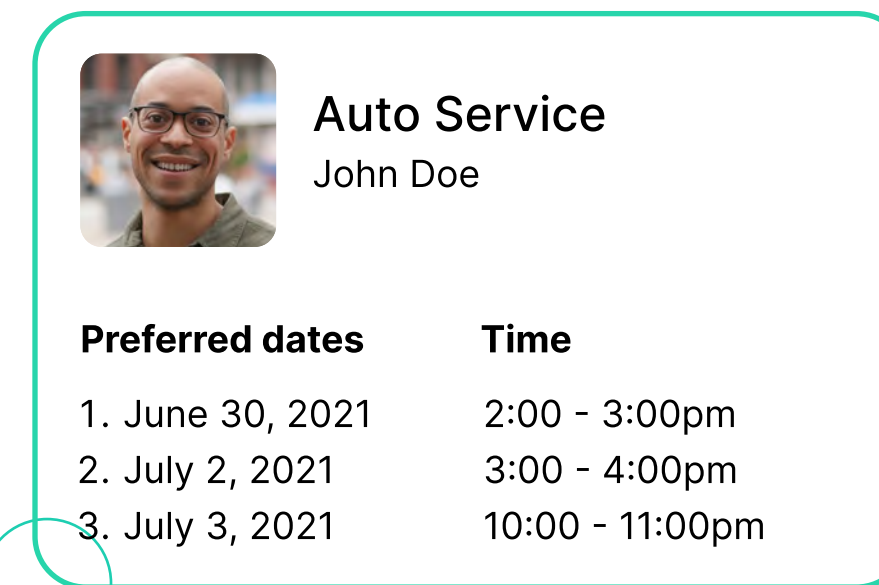 Auto Service
John Doe
Preferred dates Time
1. June 30, 2021 2:00 - 3:00pm
2. July 2, 2021 3:00 - 4:00pm
3. July 3, 2021 10:00 - 11:00pm